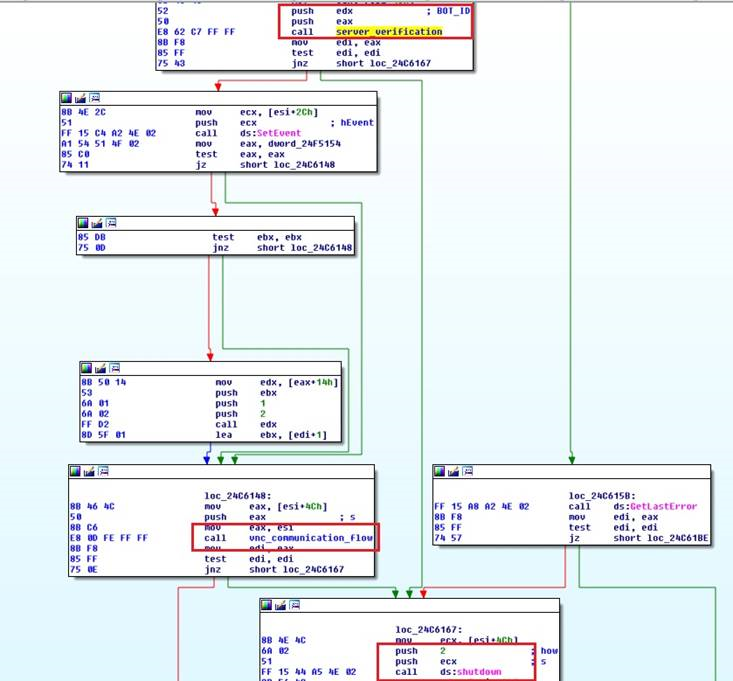 52 push edx ; BOT_ID
50 push eax
E8 62 C7 FF FF call server_verification
8B F8 mov edi, eax
85 FF test edi, edi
75 43 jnz short loc_24C6167
8B 4E 2C mov ecx, [esi+2Ch]
51 push ecx ; hEvent
FF 15 C4 A2 4E 02 call ds:SetEvent
A1 54 51 4F 02 mov eax, dword_24F5154
85 C0 test eax, eax
74 11 jz short loc_24C6148
85 DB test ebx, ebx
75 0D jnz short loc_24C6148
8B 50 14 mov edx, [eax+14h]
53 push ebx
6A 01 push 1
6A 02 push 2
FF D2 call edx
8D 5F 01 lea ebx, [edi+1]
loc_24C6148:
8B 46 4C mov eax, [esi+4Ch]
50 push eax ; s
8B C6 mov eax, esi
E8 0D FE FF FF call vnc_communication_flow
8B F8 mov edi, eax
85 FF test edi, edi
75 0E jnz short loc_24C6167
loc_24C615B:
FF 15 A8 A2 4E 02 call ds:GetLastError
8B F8 mov edi, eax
85 FF test edi, edi
74 57 jz short loc_24C61BE
loc_24C6167:
8B 4E 4C mov ecx, [esi+4Ch]
6A 02 push 2 ; how
51 push ecx ; s
FF 15 44 A5 4E 02 call ds:shutdown